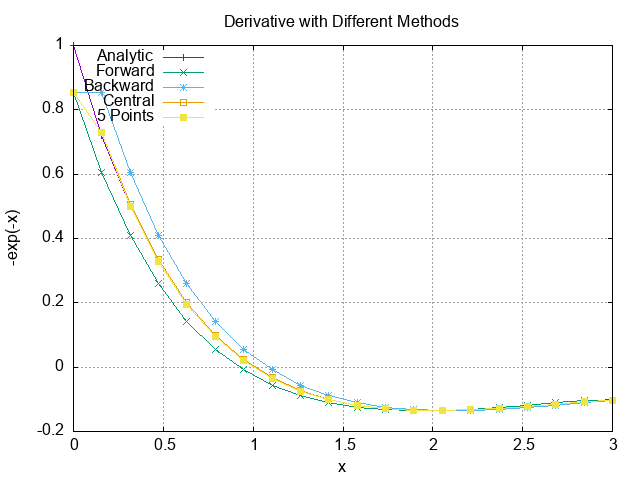 Derivative with Different Methods
1
0.8
0.6
0.4
0.2
0
-0.2
-exp(-x)
Analytic
Forward
Backward
Central
5 Points
0 0.5 1 1.5 2 2.5 3
x